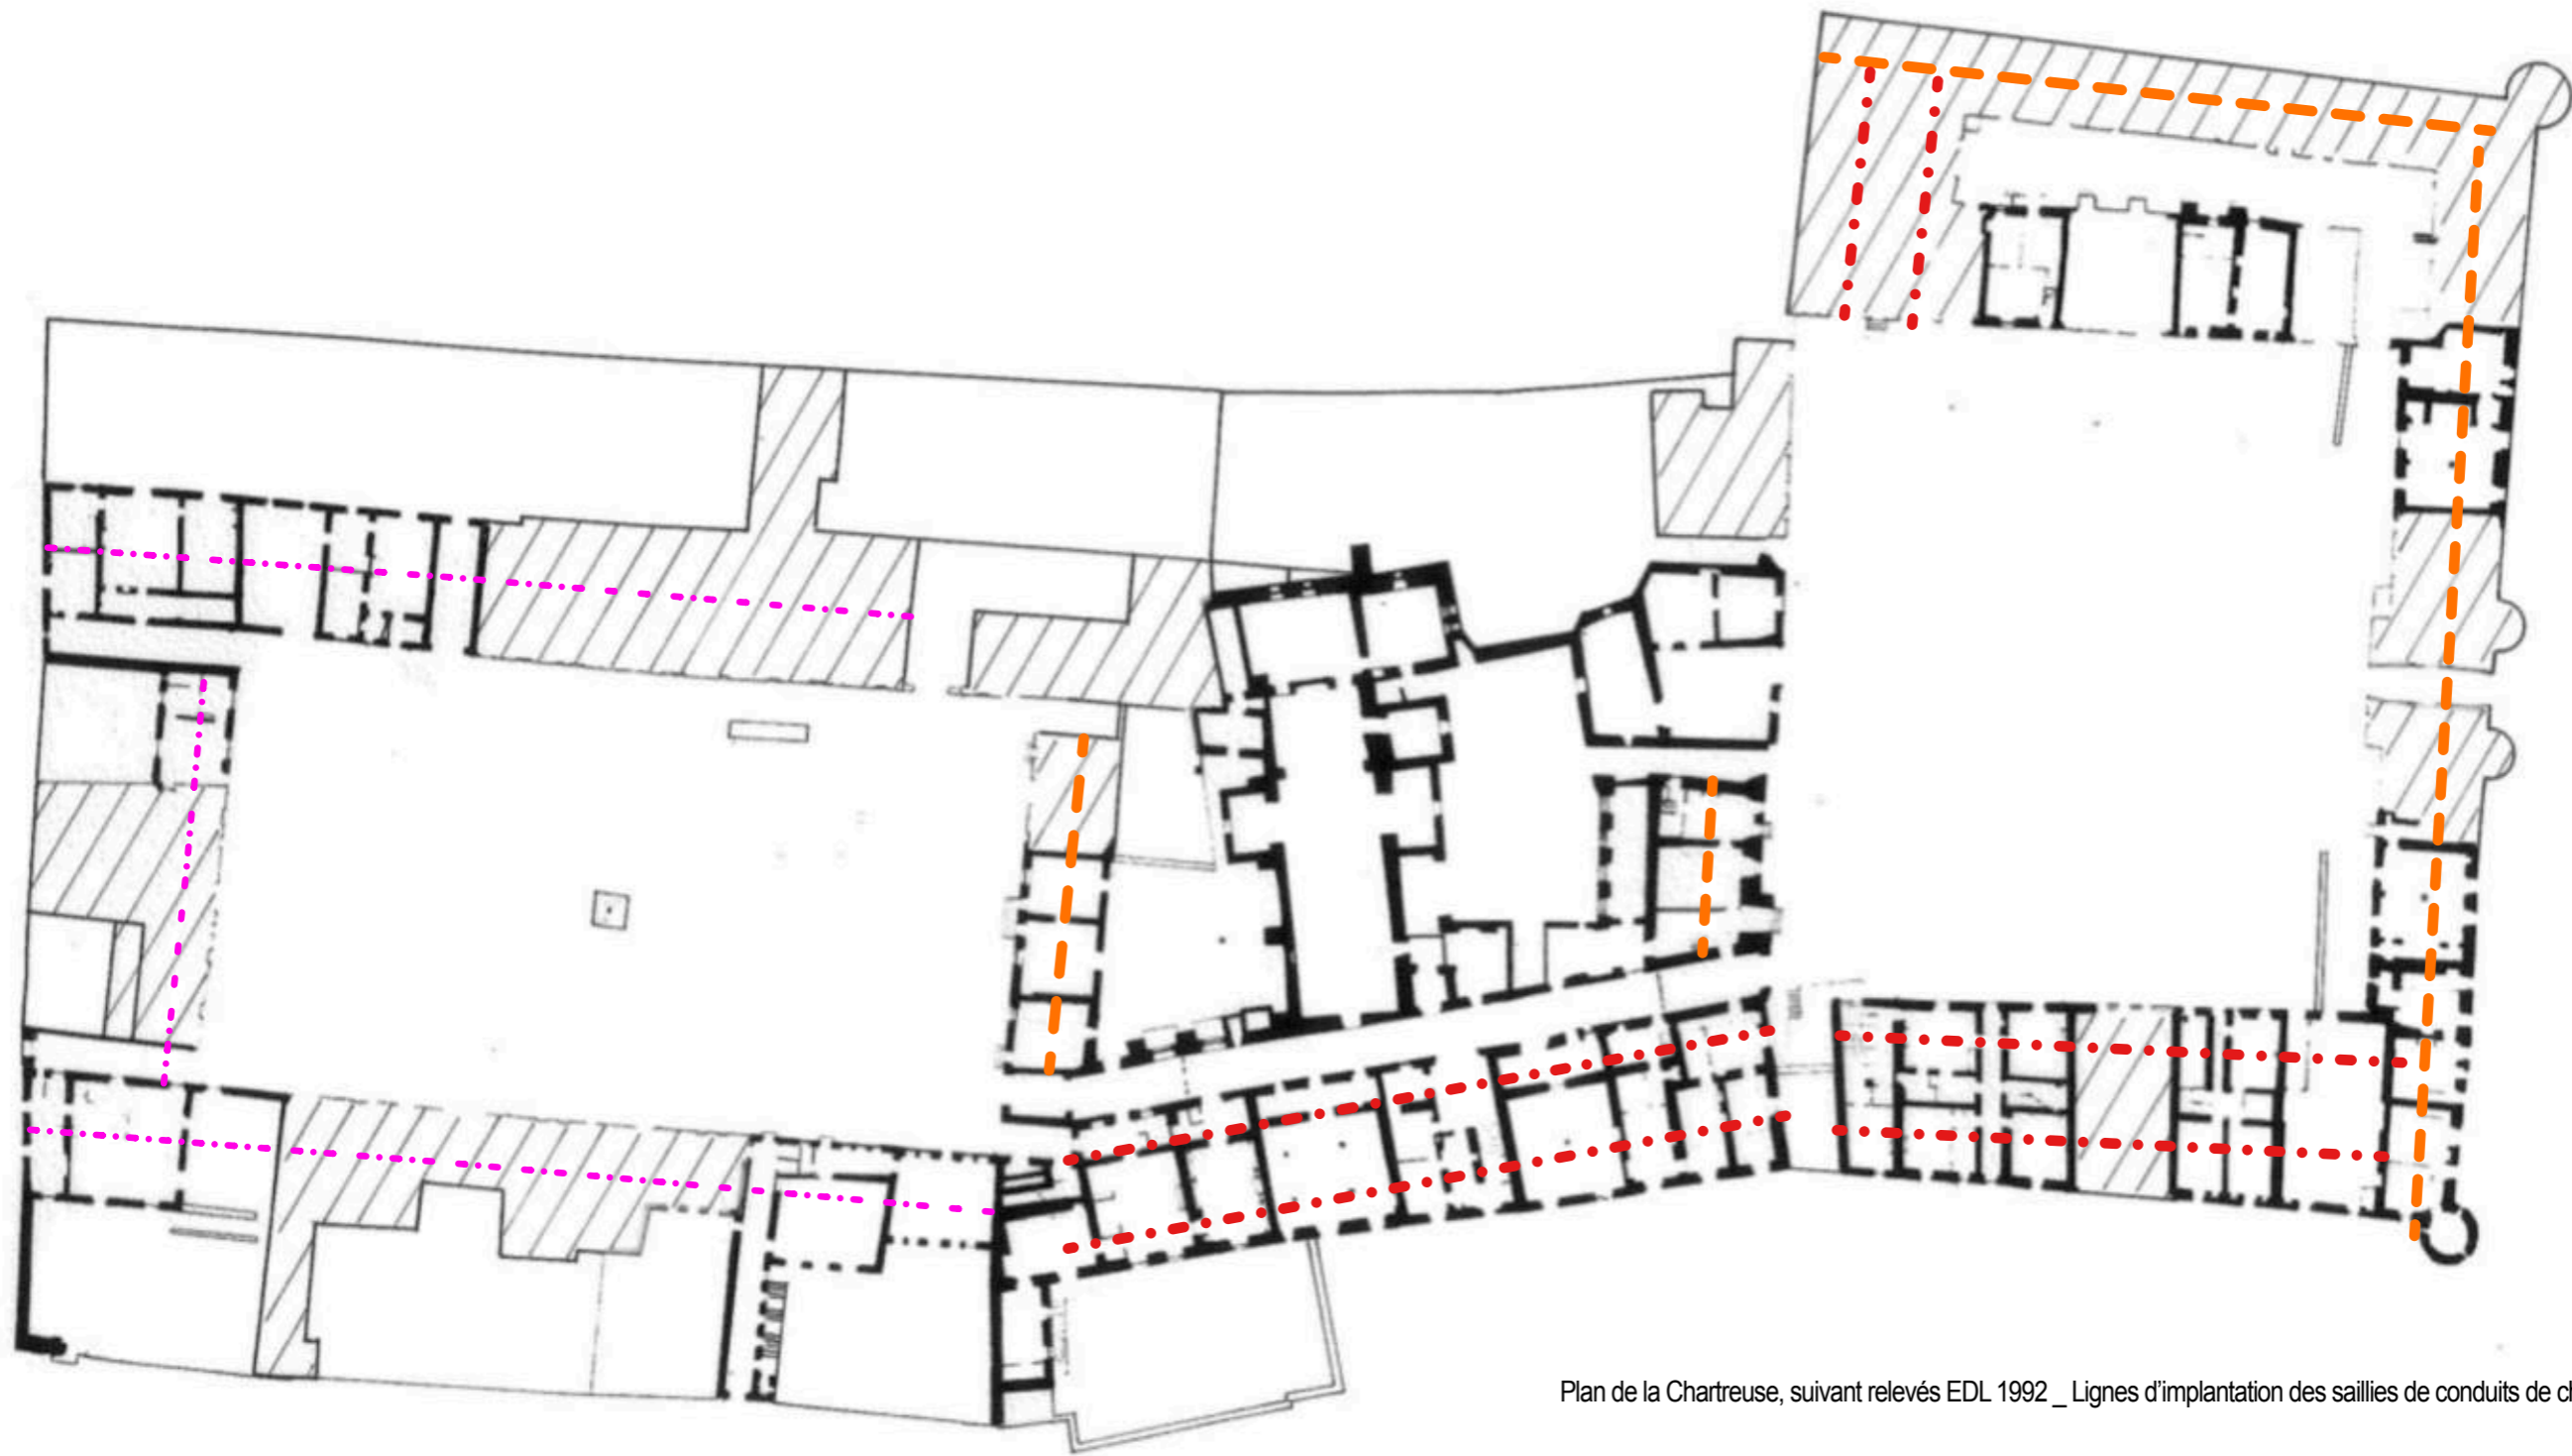 Plan de la Chartreuse, suivant relevés EDL 1992 _ Lignes d'implantation des saillies de conduits de